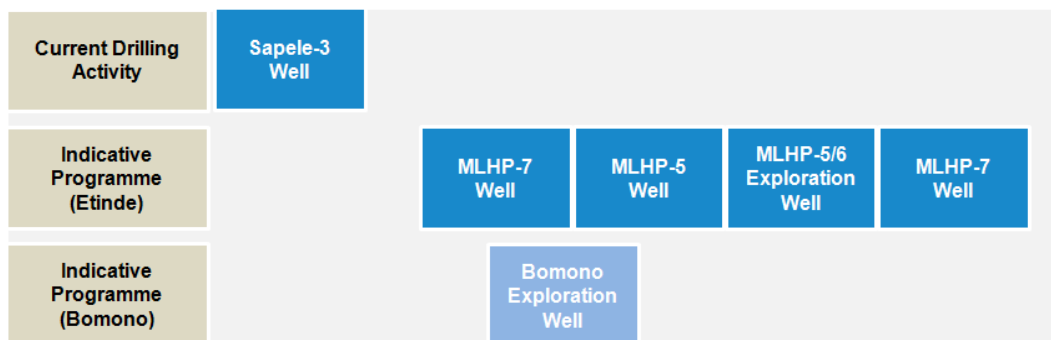 Current Drilling
Activity
Sapele-3
Well
Indicative
Programme
(Etinde)
MLHP-7
Well
MLHP-5
Well
MLHP-5/6
Exploration
Well
MLHP-7
Well
Indicative
Programme
(Bomono)
Bomono
Exploration
Well